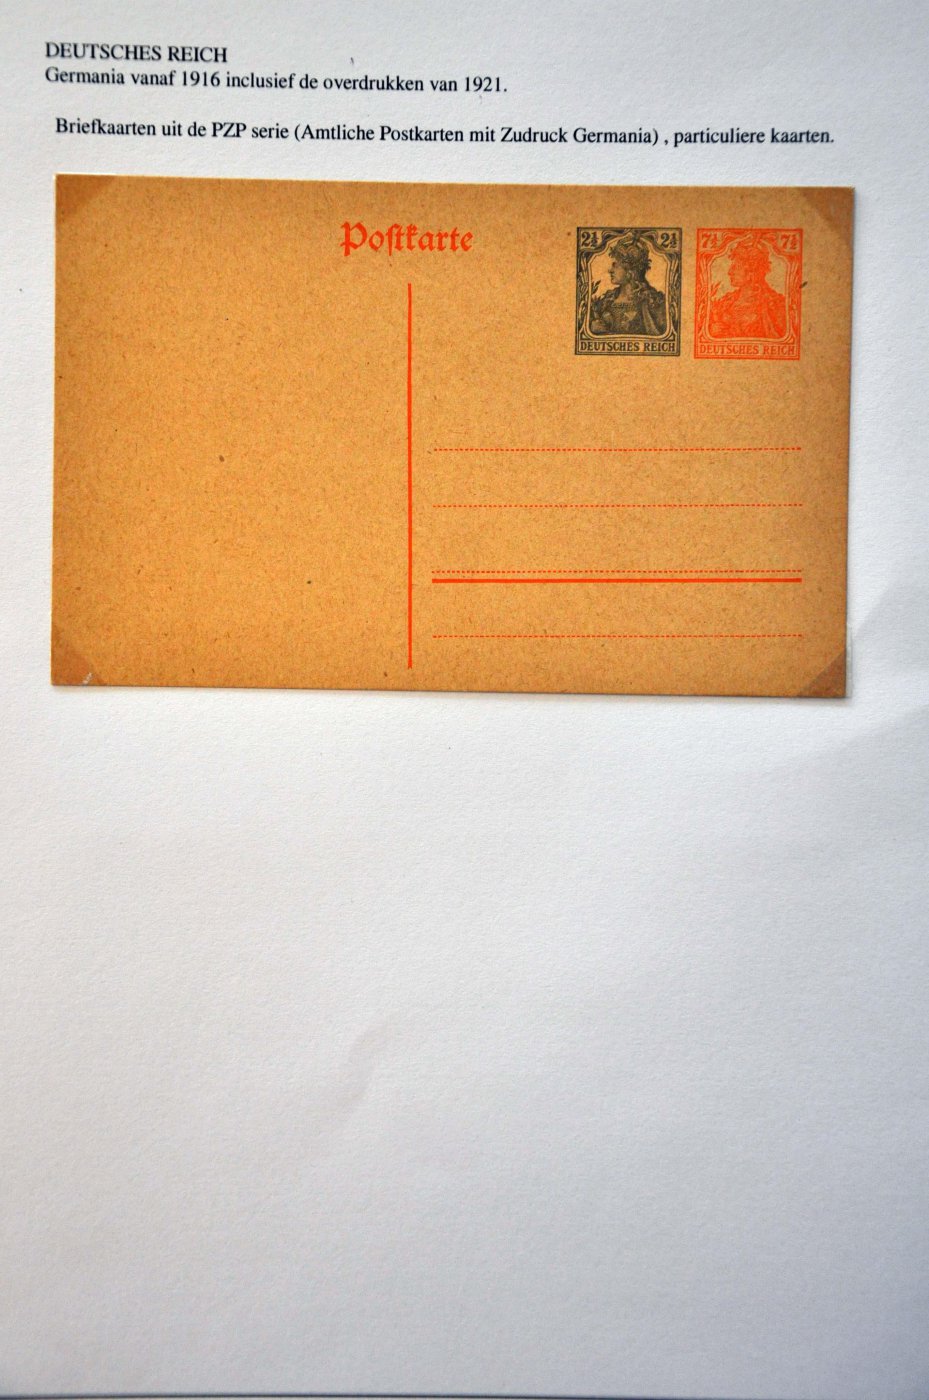 DEUTSCHES REICH
Germania vanaf 1916 inclusief de overdrukken van 1921.
Briefkaarten uit de PZP serie (Amtliche Postkarten mit Zudruck Germania) , particuliere kaarten.
Postkarte
2½ 2½ 7½ 7½
DEUTSCHES REICH DEUTSCHES REICH